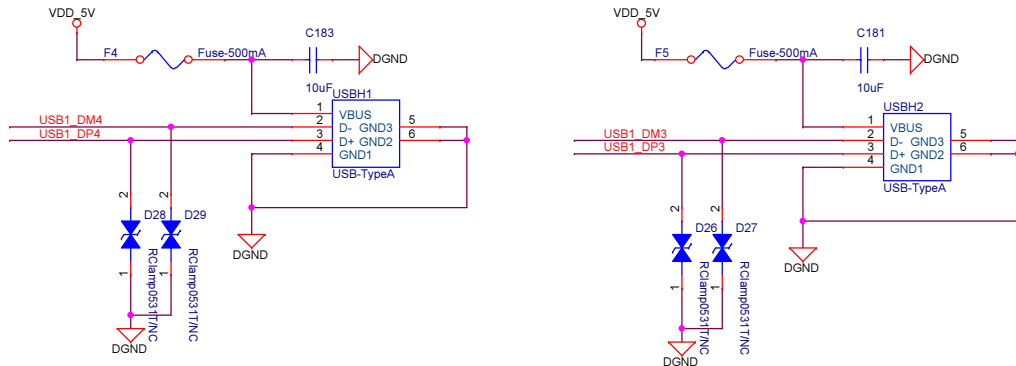 VDD_5V
F4
Fuse-500mA
C183
10uF
DGND
USBH1
1
VBUS
USB1_DM4
2
D-
GND3
5
USB1_DP4
3
D+
GND2
6
4
GND1
USB-TypeA
2
2
D28
D29
1
1
RClamp0531T/NC
RClamp0531T/NC
DGND
DGND
VDD_5V
F5
Fuse-500mA
C181
10uF
DGND
USBH2
1
VBUS
USB1_DM3
2
D-
GND3
5
USB1_DP3
3
D+
GND2
6
4
GND1
USB-TypeA
2
2
D26
D27
1
1
RClamp0531T/NC
RClamp0531T/NC
DGND
DGND